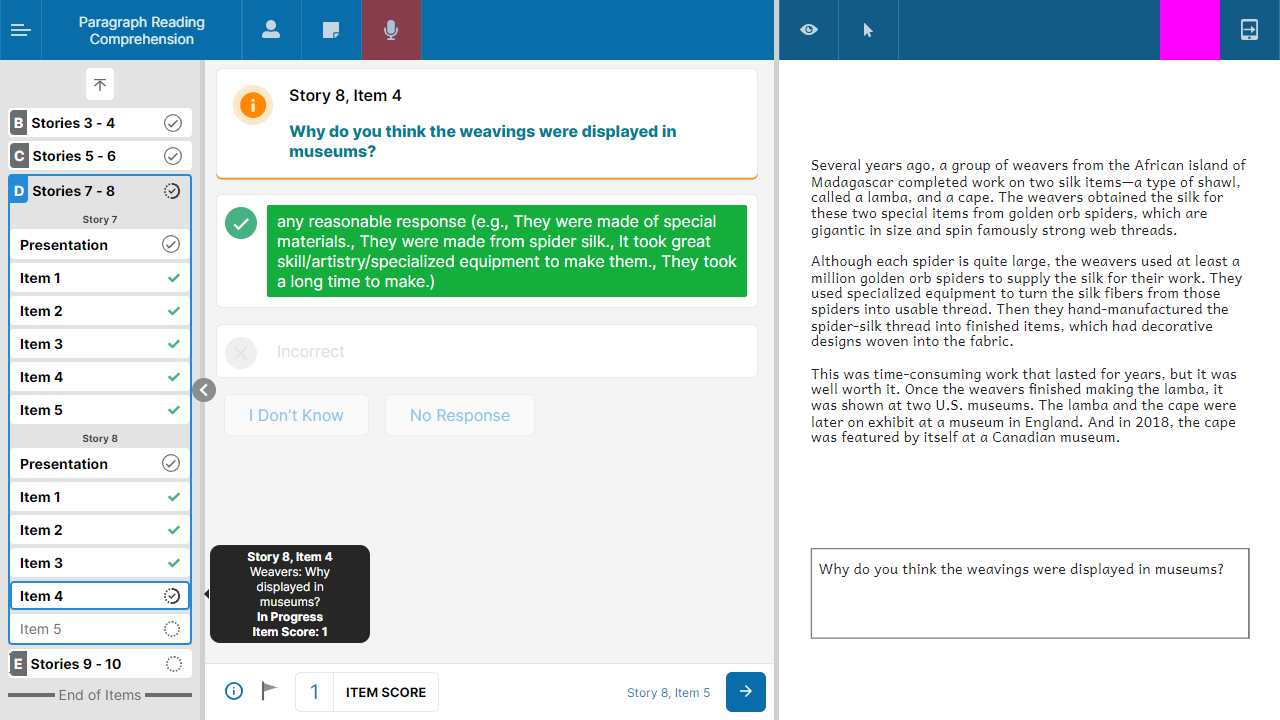 Paragraph Reading
Comprehension
B Stories 3 - 4
C Stories 5 - 6
D Stories 7 - 8
Story 7
Presentation
Item 1
Item 2
Item 3
Item 4
Item 5
Story 8
Presentation
Item 1
Item 2
Item 3
Item 4
Item 5
E Stories 9 - 10
End of Items
Story 8, Item 4
Why do you think the weavings were displayed in
museums?
any reasonable response (e.g., They were made of special
materials., They were made from spider silk., It took great
skill/artistry/specialized equipment to make them., They took
a long time to make.)
Incorrect
I Don't Know
No Response
Story 8, Item 4
Weavers: Why
displayed in
museums?
In Progress
Item Score: 1
1 ITEM SCORE
Story 8, Item 5
Several years ago, a group of weavers from the African island of
Madagascar completed work on two silk items—a type of shawl,
called a lamba, and a cape. The weavers obtained the silk for
these two special items from golden orb spiders, which are
gigantic in size and spin famously strong web threads.
Although each spider is quite large, the weavers used at least a
million golden orb spiders to supply the silk for their work. They
used specialized equipment to turn the silk fibers from those
spiders into usable thread. Then they hand-manufactured the
spider-silk thread into finished items, which had decorative
designs woven into the fabric.
This was time-consuming work that lasted for years, but it was
well worth it. Once the weavers finished making the lamba, it
was shown at two U.S. museums. The lamba and the cape were
later on exhibit at a museum in England. And in 2018, the cape
was featured by itself at a Canadian museum.
Why do you think the weavings were displayed in museums?